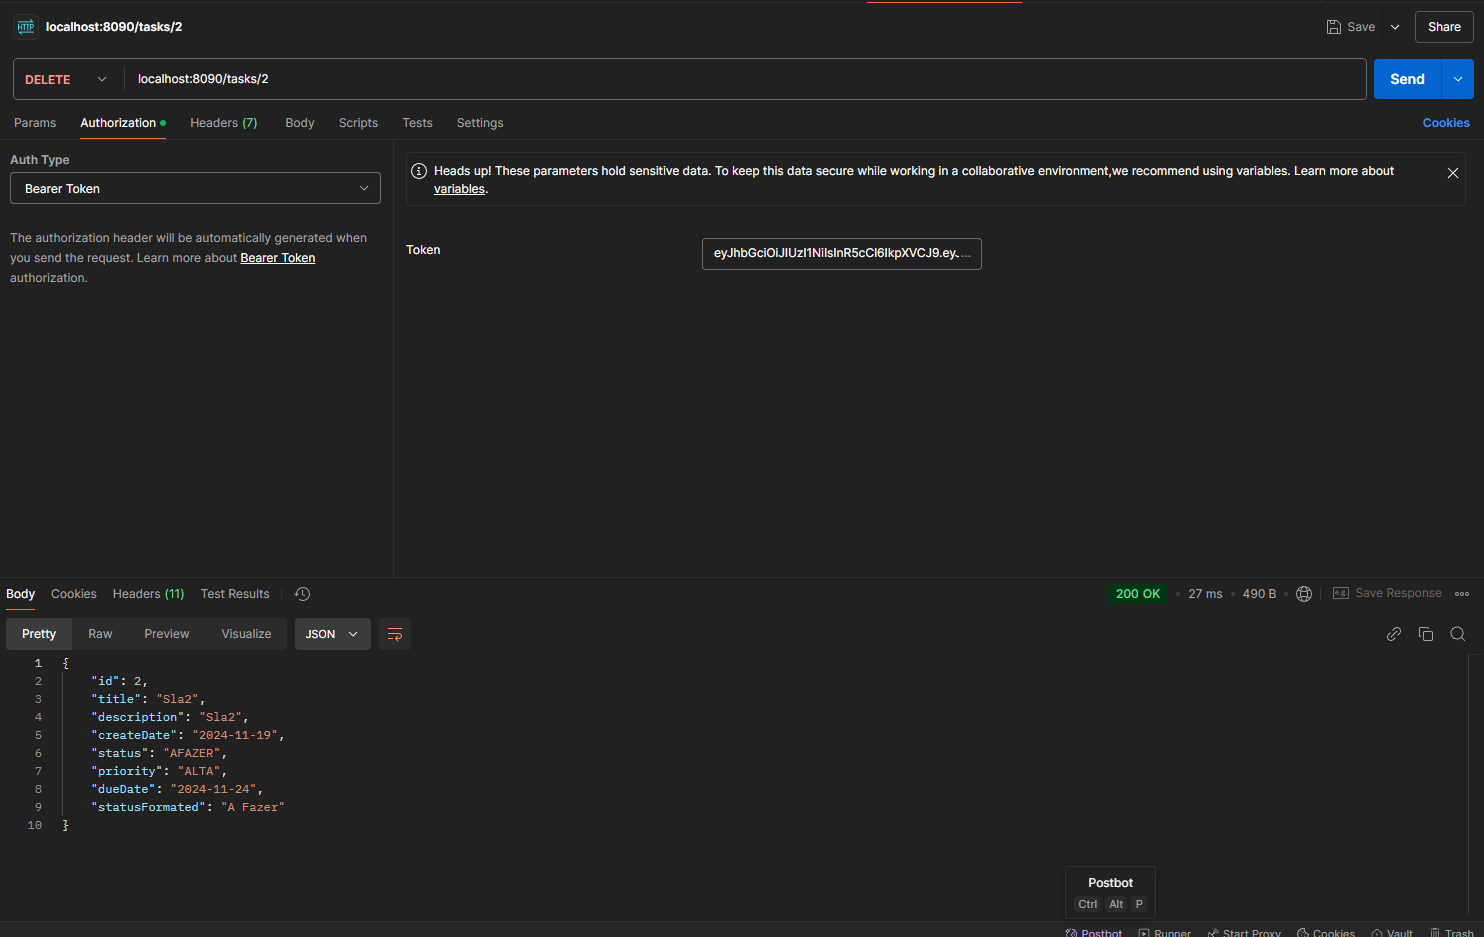 HTTP localhost:8090/tasks/2 Save Share
DELETE localhost:8090/tasks/2 Send
Params Authorization Headers (7) Body Scripts Tests Settings Cookies
Auth Type
Bearer Token
The authorization header will be automatically generated when
you send the request. Learn more about Bearer Token
authorization.
Heads up! These parameters hold sensitive data. To keep this data secure while working in a collaborative environment,we recommend using variables. Learn more about
variables.
Token eyJhbGciOiJIUzI1NiIsInR5cCI6IkpXVCJ9.eyJ...
Body Cookies Headers (11) Test Results 200 OK • 27 ms • 490 B e.g. Save Response
Pretty Raw Preview Visualize JSON
1 {
2 "id": 2,
3 "title": "Sla2",
4 "description": "Sla2",
5 "createDate": "2024-11-19",
6 "status": "AFAZER",
7 "priority": "ALTA",
8 "dueDate": "2024-11-24",
9 "statusFormated": "A Fazer"
10 }
Postbot
Ctrl Alt P
Postbot Runner Start Proxy Cookies Vault Trash